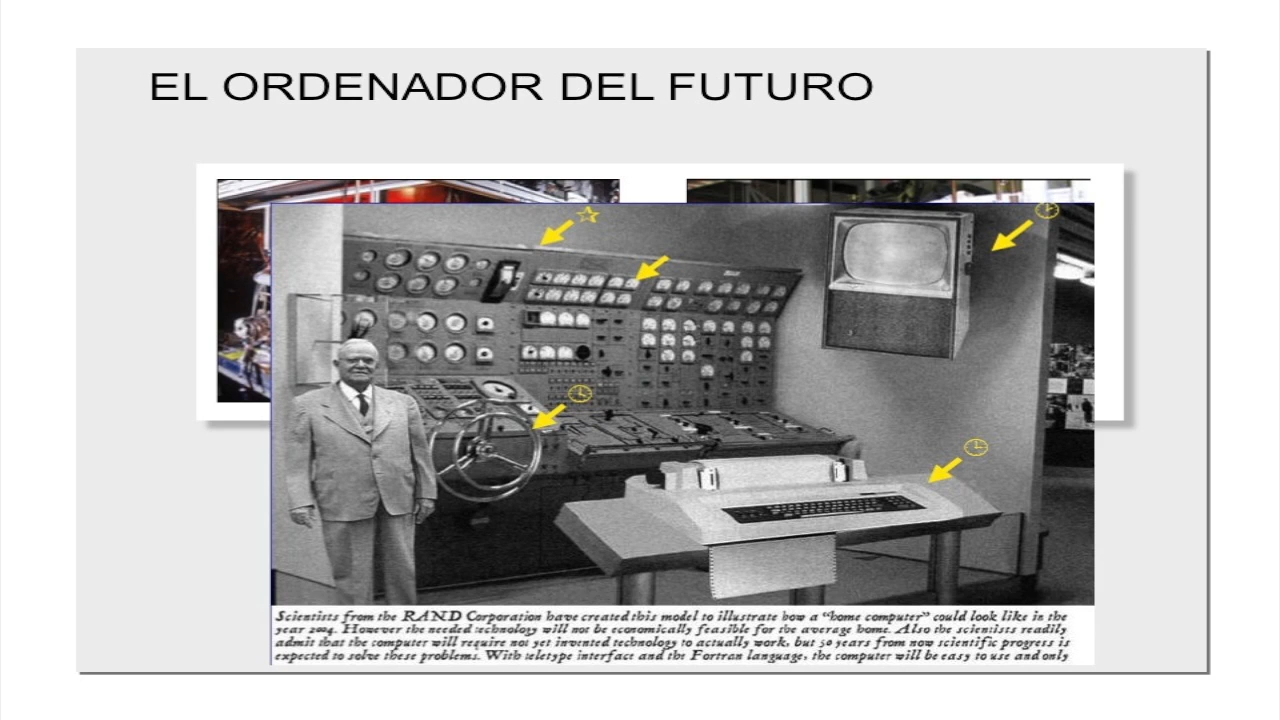 EL ORDENADOR DEL FUTURO
Scientists from the RAND Corporation have created this model to illustrate how a "home computer" could look like in the
year 2004. However the needed technology will not be economically feasible for the average home. Also the scientists readily
admit that the computer will require not yet invented technology to actually work, but 50 years from now scientific progress is
expected to solve these problems. With teletype interface and the Fortran language, the computer will be easy to use and only